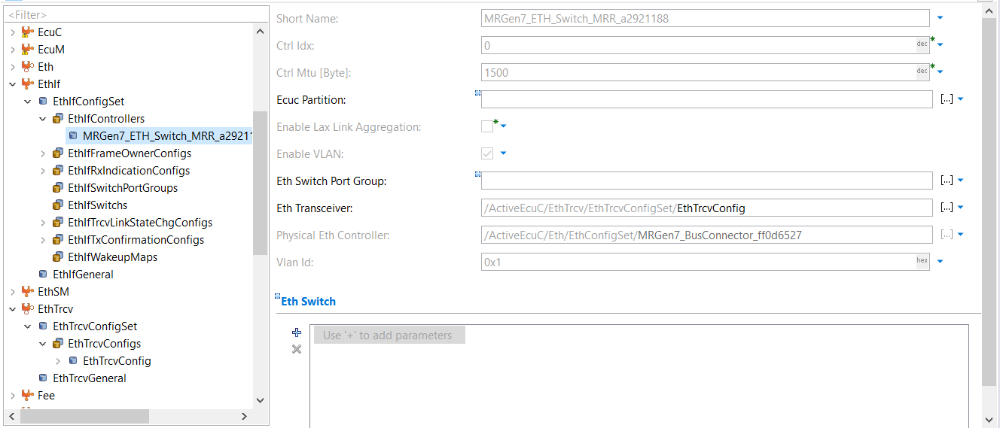 <Filter>
EcuC
EcuM
Eth
EthIf
EthIfConfigSet
EthIfControllers
MRGen7_ETH_Switch_MRR_a2921
EthIfFrameOwnerConfigs
EthIfRxIndicationConfigs
EthIfSwitchPortGroups
EthIfSwitchs
EthIfTrcvLinkStateChgConfigs
EthIfTxConfirmationConfigs
EthIfWakeupMaps
EthIfGeneral
EthSM
EthTrcv
EthTrcvConfigSet
EthTrcvConfigs
EthTrcvConfig
EthTrcvGeneral
Fee
Short Name: MRGen7_ETH_Switch_MRR_a2921188
Ctrl Idx: 0 dec
Ctrl Mtu [Byte]: 1500 dec
Ecuc Partition: [...]
Enable Lax Link Aggregation:
Enable VLAN:
Eth Switch Port Group: [...]
Eth Transceiver: /ActiveEcuC/EthTrcv/EthTrcvConfigSet/EthTrcvConfig [...]
Physical Eth Controller: /ActiveEcuC/Eth/EthConfigSet/MRGen7_BusConnector_ff0d6527 [...]
Vlan Id: 0x1 hex
Eth Switch
Use '+' to add parameters